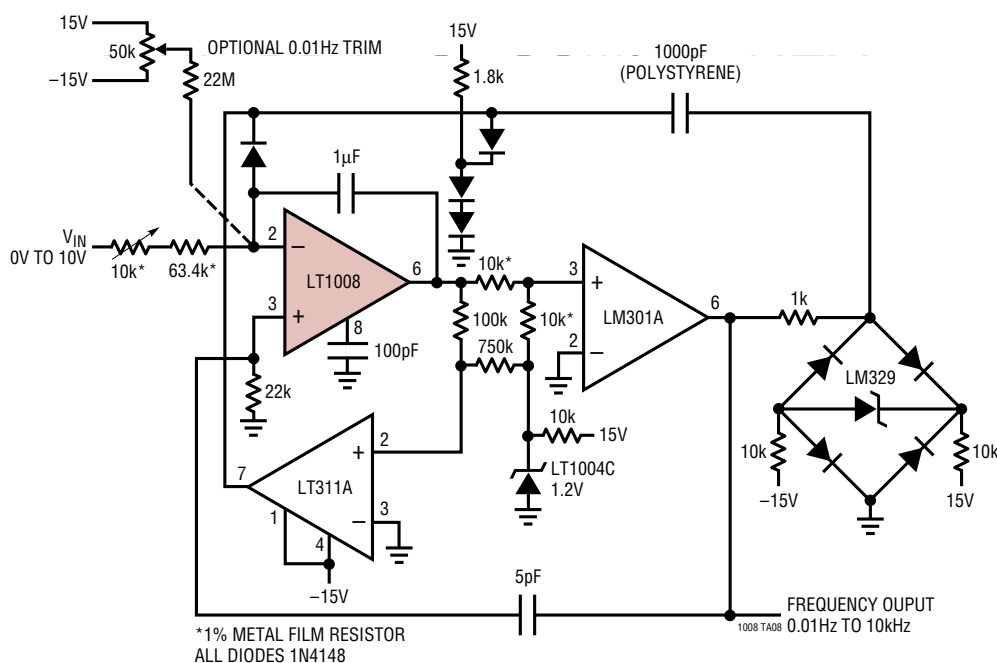 15V
50k
−15V
OPTIONAL 0.01Hz TRIM
22M
15V
1.8k
1000pF
(POLYSTYRENE)
1µF
VIN
0V TO 10V
10k*
63.4k*
2
−
LT1008
6
3
+
8
100pF
22k
10k*
100k
10k*
750k
3
+
LM301A
6
2
−
1k
LM329
10k
−15V
10k
15V
10k
15V
LT1004C
1.2V
7
LT311A
2
+
1
−
3
4
−15V
5pF
1008 TA08
FREQUENCY OUPUT
0.01Hz TO 10kHz
*1% METAL FILM RESISTOR
ALL DIODES 1N4148